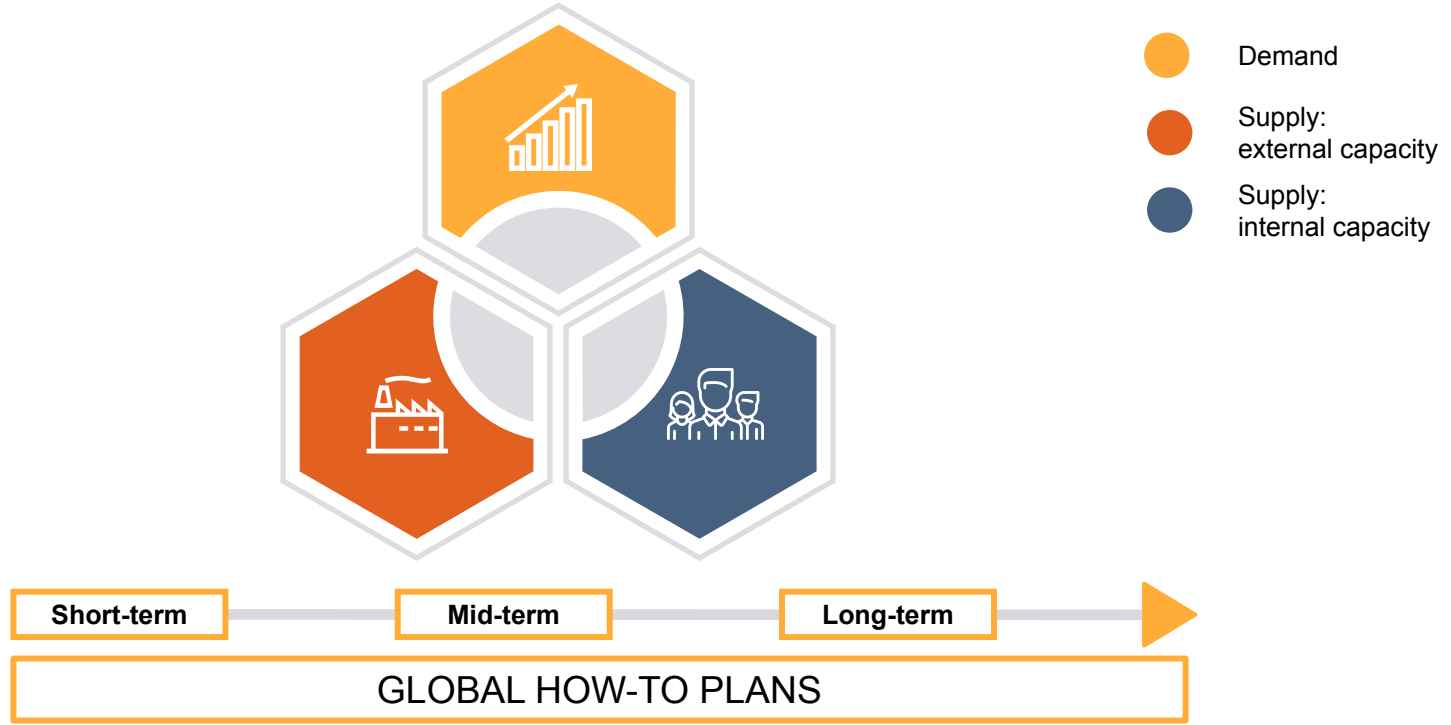 Demand
Supply:
external capacity
Supply:
internal capacity
Short-term
Mid-term
Long-term
GLOBAL HOW-TO PLANS